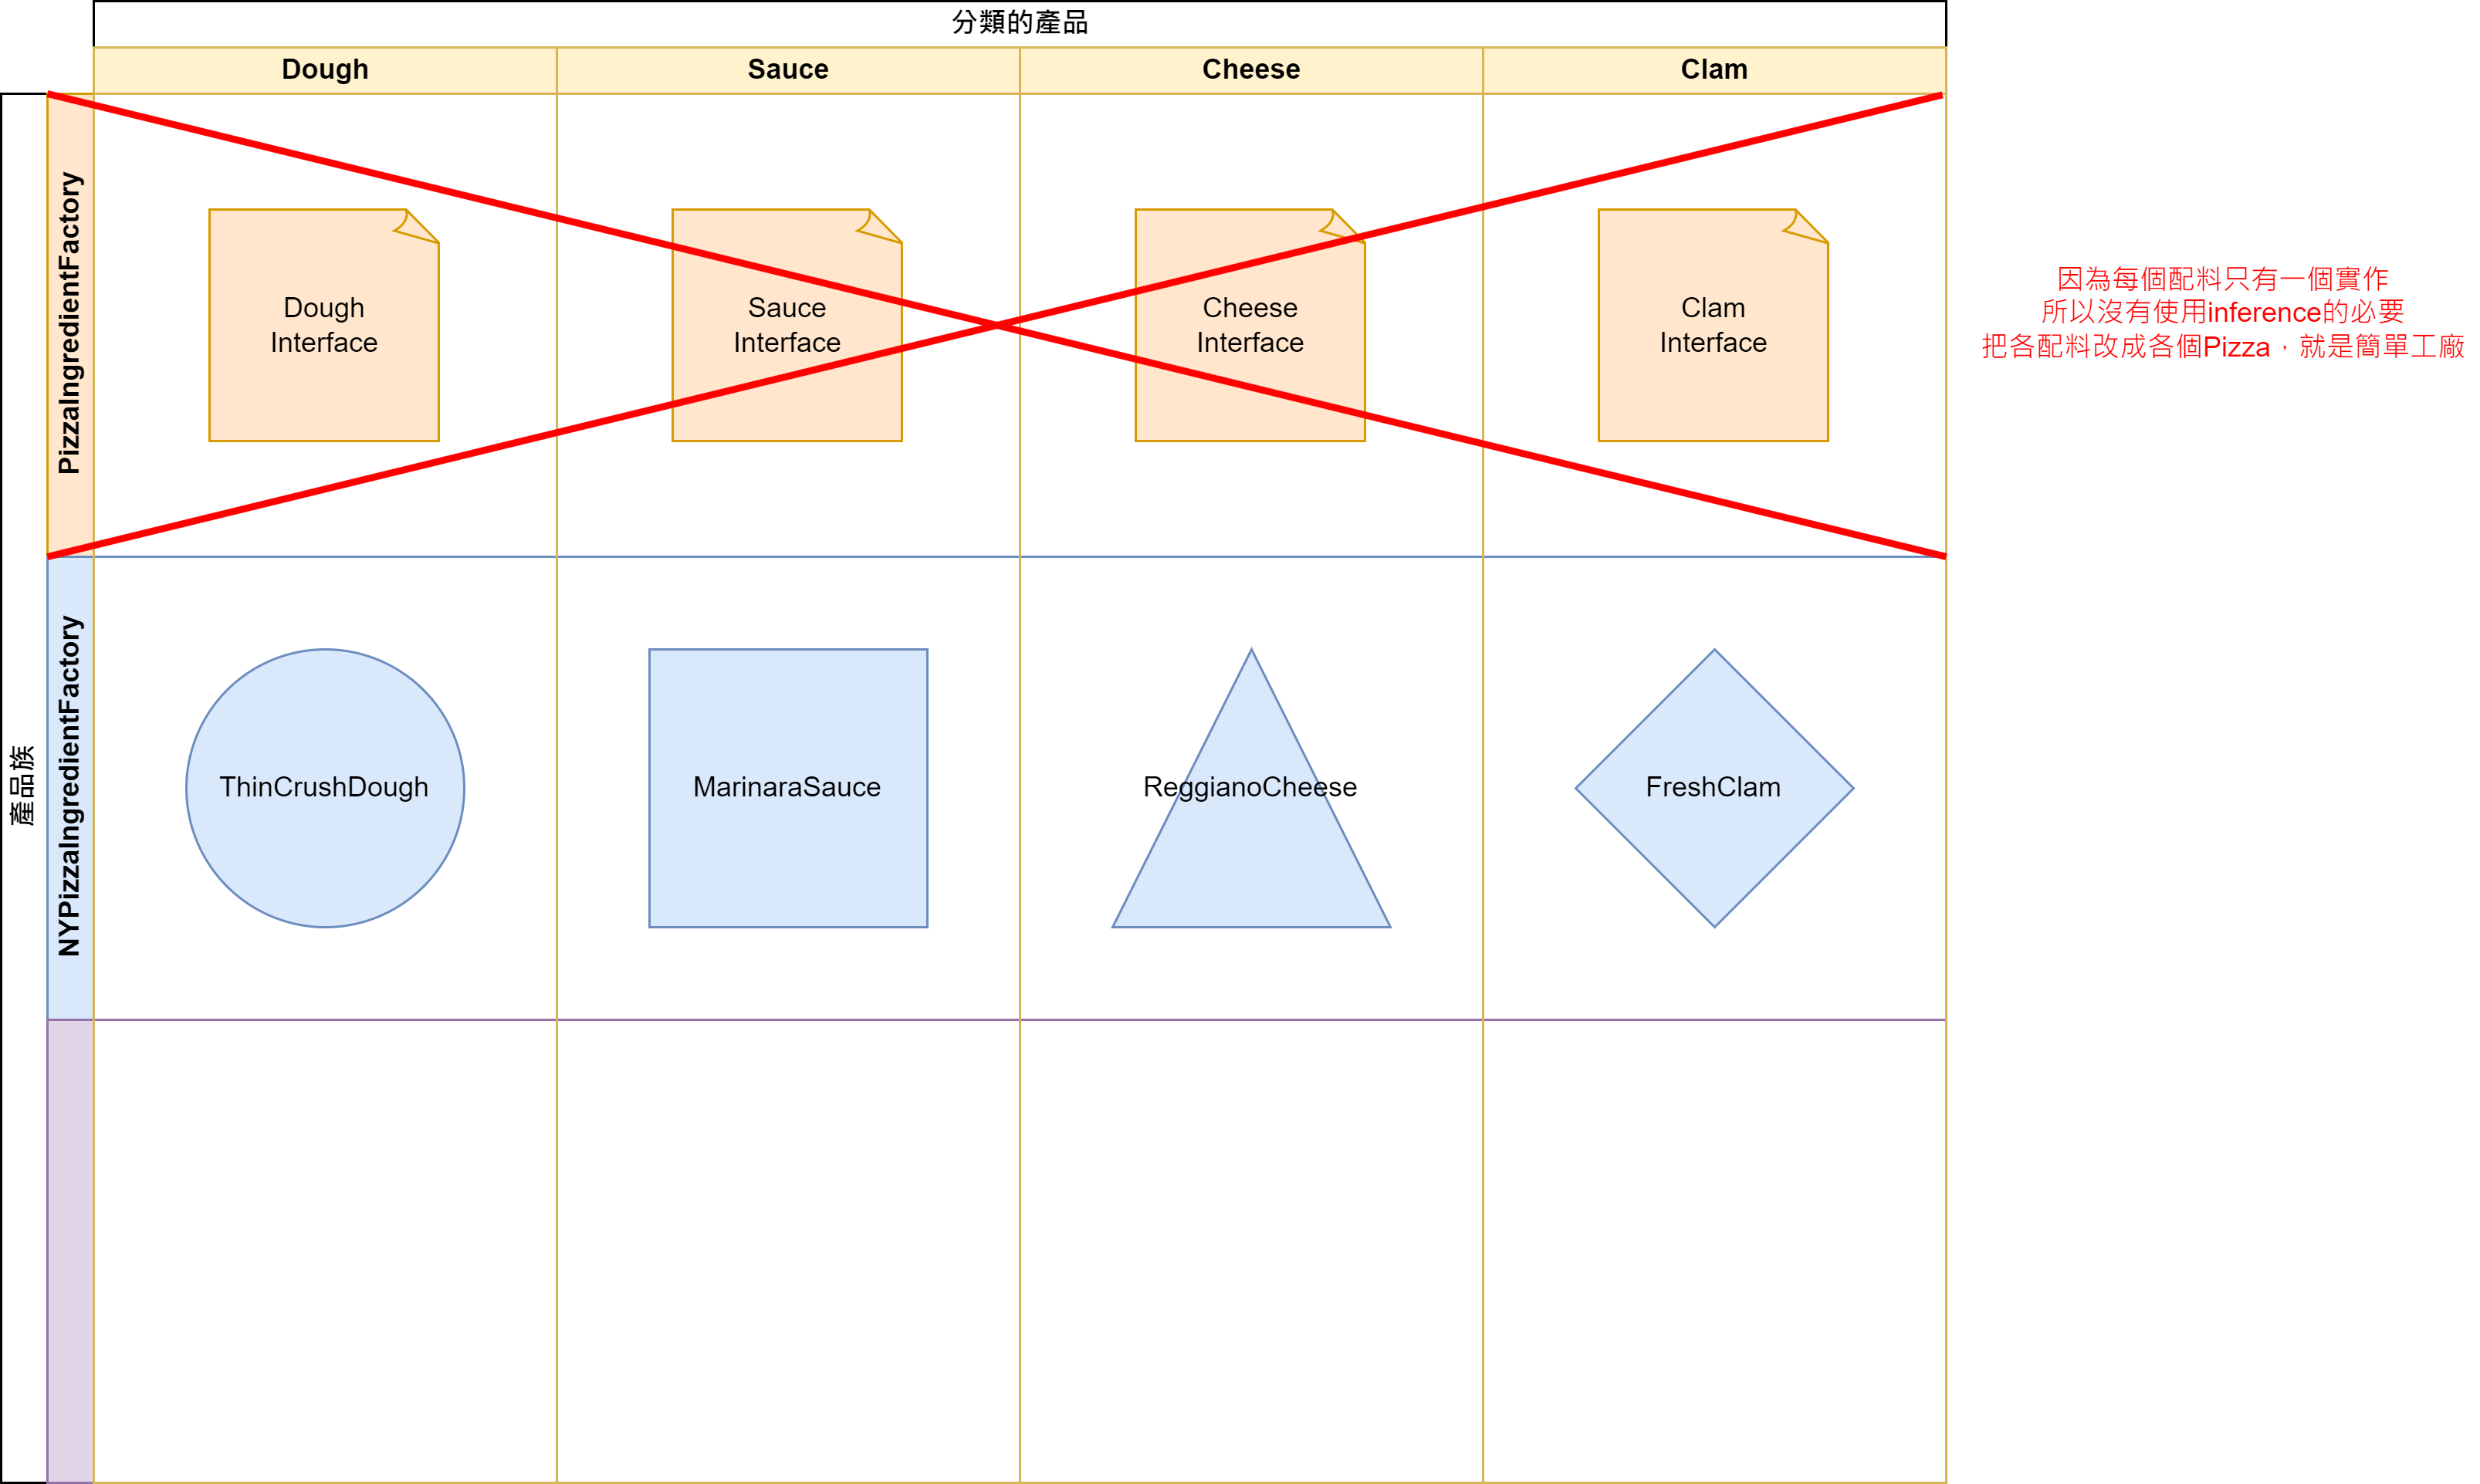 分類的產品
Dough
Sauce
Cheese
Clam
產品族
PizzaIngredientFactory
Dough
Interface
Sauce
Interface
Cheese
Interface
Clam
Interface
因為每個配料只有一個實作
所以沒有使用inference的必要
把各配料改成各個Pizza，就是簡單工廠
NYPizzaIngredientFactory
ThinCrushDough
MarinaraSauce
ReggianoCheese
FreshClam